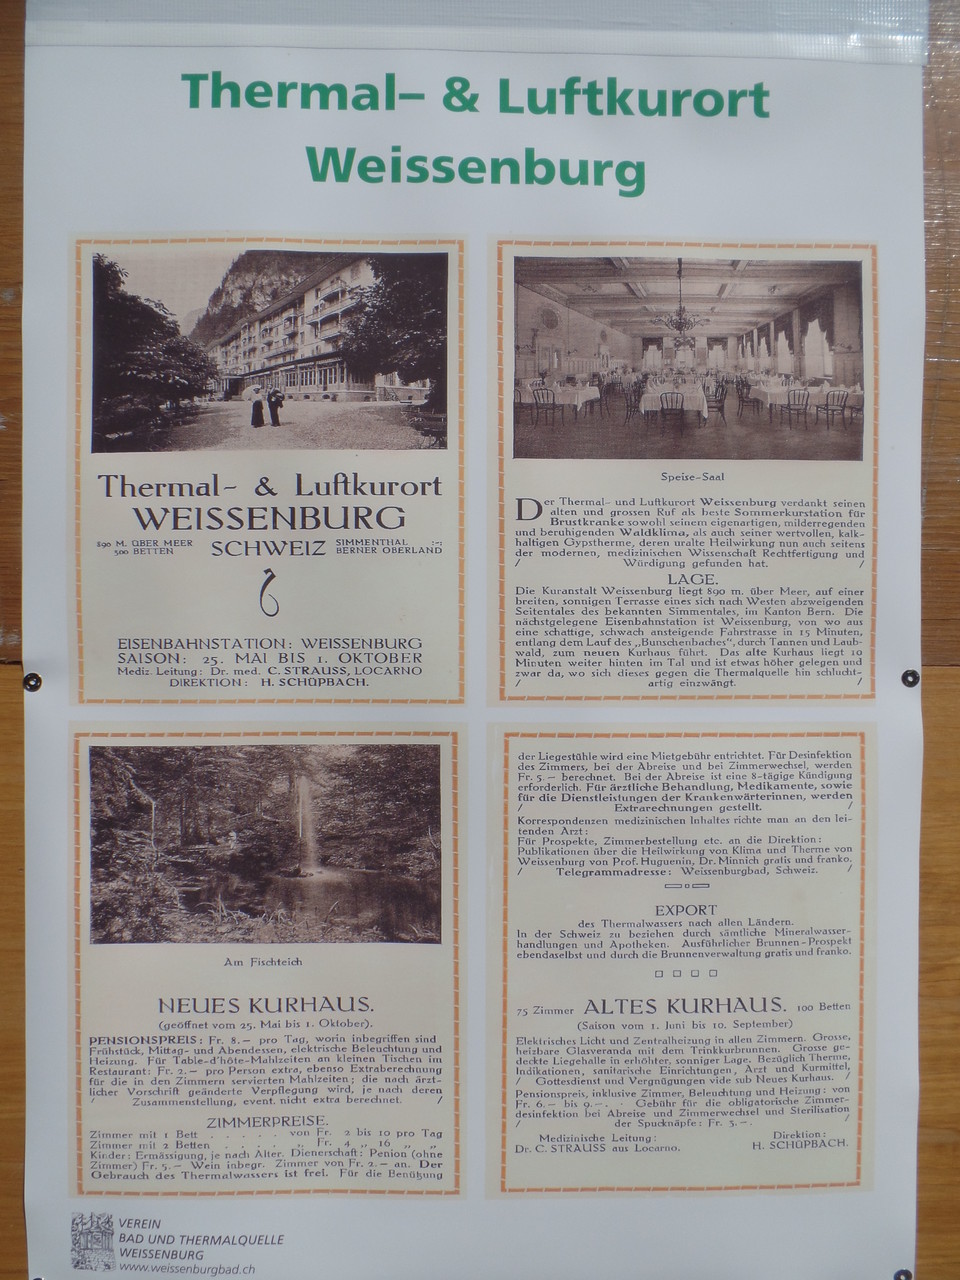 Thermal– & Luftkurort
Weissenburg
Thermal- & Luftkurort
WEISSENBURG
890 M. ÜBER MEER
500 BETTEN
SCHWEIZ
SIMMENTHAL
BERNER OBERLAND
EISENBAHNSTATION: WEISSENBURG
SAISON: 25. MAI BIS 1. OKTOBER
Mediz. Leitung: Dr. med. C. STRAUSS, LOCARNO
DIREKTION: H. SCHÜPBACH.
Speise-Saal
Der Thermal- und Luftkurort Weissenburg verdankt seinen
alten und grossen Ruf als beste Sommerkurstation für
Brustkranke sowohl seinem eigenartigen, milderregenden
und beruhigenden Waldklima, als auch seiner wertvollen, kalk-
haltigen Gypstherme, deren uralte Heilwirkung nun auch seitens
der modernen, medizinischen Wissenschaft Rechtfertigung und
/ Würdigung gefunden hat. /
LAGE.
Die Kuranstalt Weissenburg liegt 890 m. über Meer, auf einer
breiten, sonnigen Terrasse eines sich nach Westen abzweigenden
Seitentales des bekannten Simmentales, im Kanton Bern. Die
nächstgelegene Eisenbahnstation ist Weissenburg, von wo aus
eine schattige, schwach ansteigende Fahrstrasse in 15 Minuten,
entlang dem Lauf des „Bunschenbaches“, durch Tannen und Laub-
wald, zum neuen Kurhaus führt. Das alte Kurhaus liegt 10
Minuten weiter hinten im Tal und ist etwas höher gelegen und
zwar da, wo sich dieses gegen die Thermalquelle hin schlucht-
/ artig einzwängt. /
Am Fischteich
NEUES KURHAUS.
(geöffnet vom 25. Mai bis 1. Oktober).
PENSIONSPREIS: Fr. 8.— pro Tag, worin inbegriffen sind
Frühstück, Mittag- und Abendessen, elektrische Beleuchtung und
Heizung. Für Table-d'hôte-Mahlzeiten an kleinen Tischen im
Restaurant: Fr. 2.— pro Person extra, ebenso Extraberechnung
für die in den Zimmern servierten Mahlzeiten; die nach ärzt-
licher Vorschrift geänderte Verpflegung wird, je nach deren
/ Zusammenstellung, event. nicht extra berechnet. /
ZIMMERPREISE.
Zimmer mit 1 Bett . . . . . . von Fr. 2 bis 10 pro Tag
Zimmer mit 2 Betten . . . . . „ Fr. 4 „ 16 „ „
Kinder: Ermässigung, je nach Alter. Dienerschaft: Penion (ohne
Zimmer) Fr. 5.— Wein inbegr. Zimmer von Fr. 2.— an. Der
Gebrauch des Thermalwassers ist frei. Für die Benützung
der Liegestühle wird eine Mietgebühr entrichtet. Für Desinfektion
des Zimmers, bei der Abreise und bei Zimmerwechsel, werden
Fr. 5.— berechnet. Bei der Abreise ist eine 8-tägige Kündigung
erforderlich. Für ärztliche Behandlung, Medikamente, sowie
für die Dienstleistungen der Krankenwärterinnen, werden
/ Extrarechnungen gestellt. /
Korrespondenzen medizinischen Inhaltes richte man an den lei-
tenden Arzt:
Für Prospekte, Zimmerbestellung etc. an die Direktion:
Publikationen über die Heilwirkung von Klima und Therme von
Weissenburg von Prof. Huguenin, Dr. Minnich gratis und franko.
/ Telegrammadresse: Weissenburgbad, Schweiz. /
EXPORT
des Thermalwassers nach allen Ländern.
In der Schweiz zu beziehen durch sämtliche Mineralwasser-
handlungen und Apotheken. Ausführlicher Brunnen-Prospekt
ebendaselbst und durch die Brunnenverwaltung gratis und franko.
75 Zimmer ALTES KURHAUS. 100 Betten
(Saison vom 1. Juni bis 10. September)
Elektrisches Licht und Zentralheizung in allen Zimmern. Grosse,
heizbare Glasveranda mit dem Trinkkurbrunnen. Grosse ge-
deckte Liegehalle in erhöhter, sonniger Lage. Bezüglich Therme,
Indikationen, sanitarische Einrichtungen, Arzt und Kurmittel,
/ Gottesdienst und Vergnügungen vide sub Neues Kurhaus. /
Pensionspreis, inklusive Zimmer, Beleuchtung und Heizung: von
Fr. 6.— bis 9.—. Gebühr für die obligatorische Zimmer-
desinfektion bei Abreise und Zimmerwechsel und Sterilisation
/ der Spucknäpfe: Fr. 5.—. /
Medizinische Leitung:
Dr. C. STRAUSS aus Locarno.
Direktion:
H. SCHÜPBACH.
VEREIN
BAD UND THERMALQUELLE
WEISSENBURG
www.weissenburgbad.ch